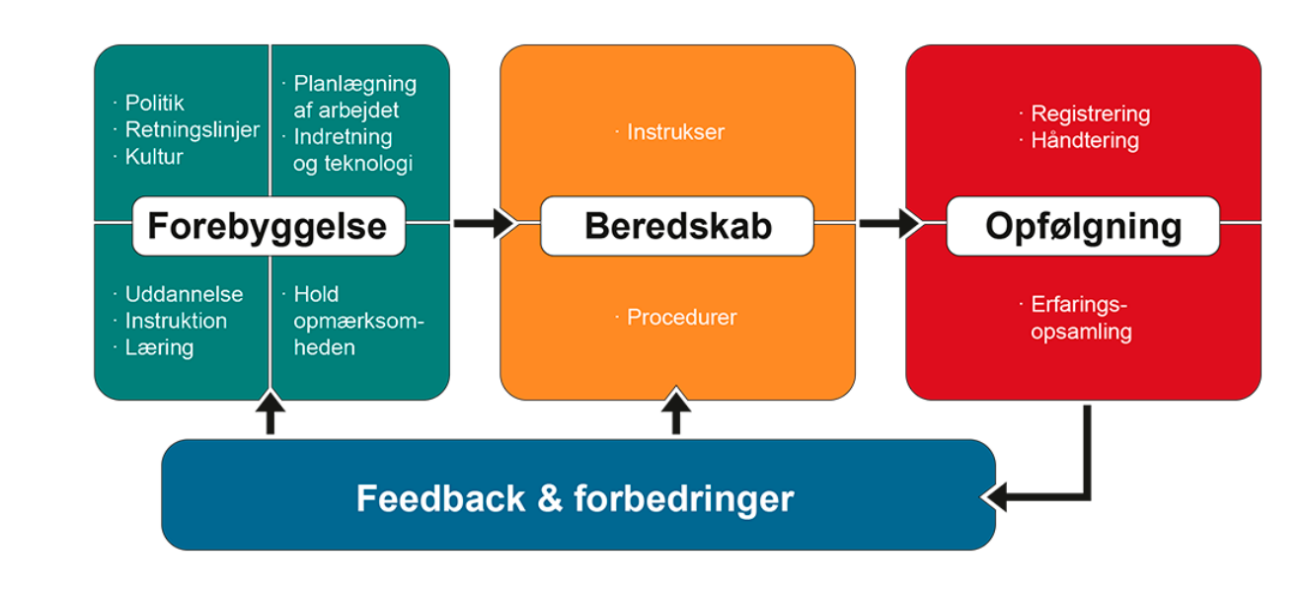 · Politik
· Retningslinjer
· Kultur
· Planlægning
af arbejdet
· Indretning
og teknologi
Forebyggelse
· Uddannelse
· Instruktion
· Læring
· Hold
opmærksom-
heden
· Instrukser
Beredskab
· Procedurer
· Registrering
· Håndtering
Opfølgning
· Erfarings-
opsamling
Feedback & forbedringer